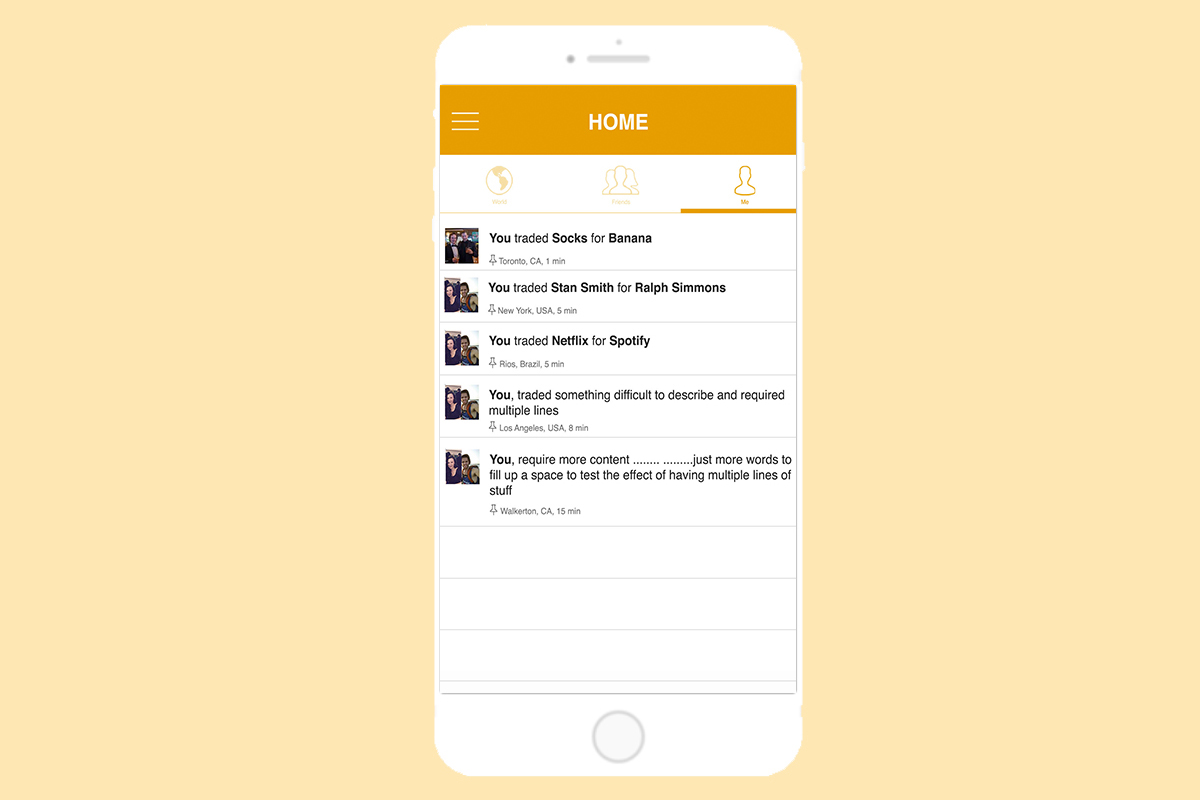 HOME
World
Friends
Me
You traded Socks for Banana
Toronto, CA, 1 min
You traded Stan Smith for Ralph Simmons
New York, USA, 5 min
You traded Netflix for Spotify
Rios, Brazil, 5 min
You, traded something difficult to describe and required
multiple lines
Los Angeles, USA, 8 min
You, require more content ........ .........just more words to
fill up a space to test the effect of having multiple lines of
stuff
Walkerton, CA, 15 min